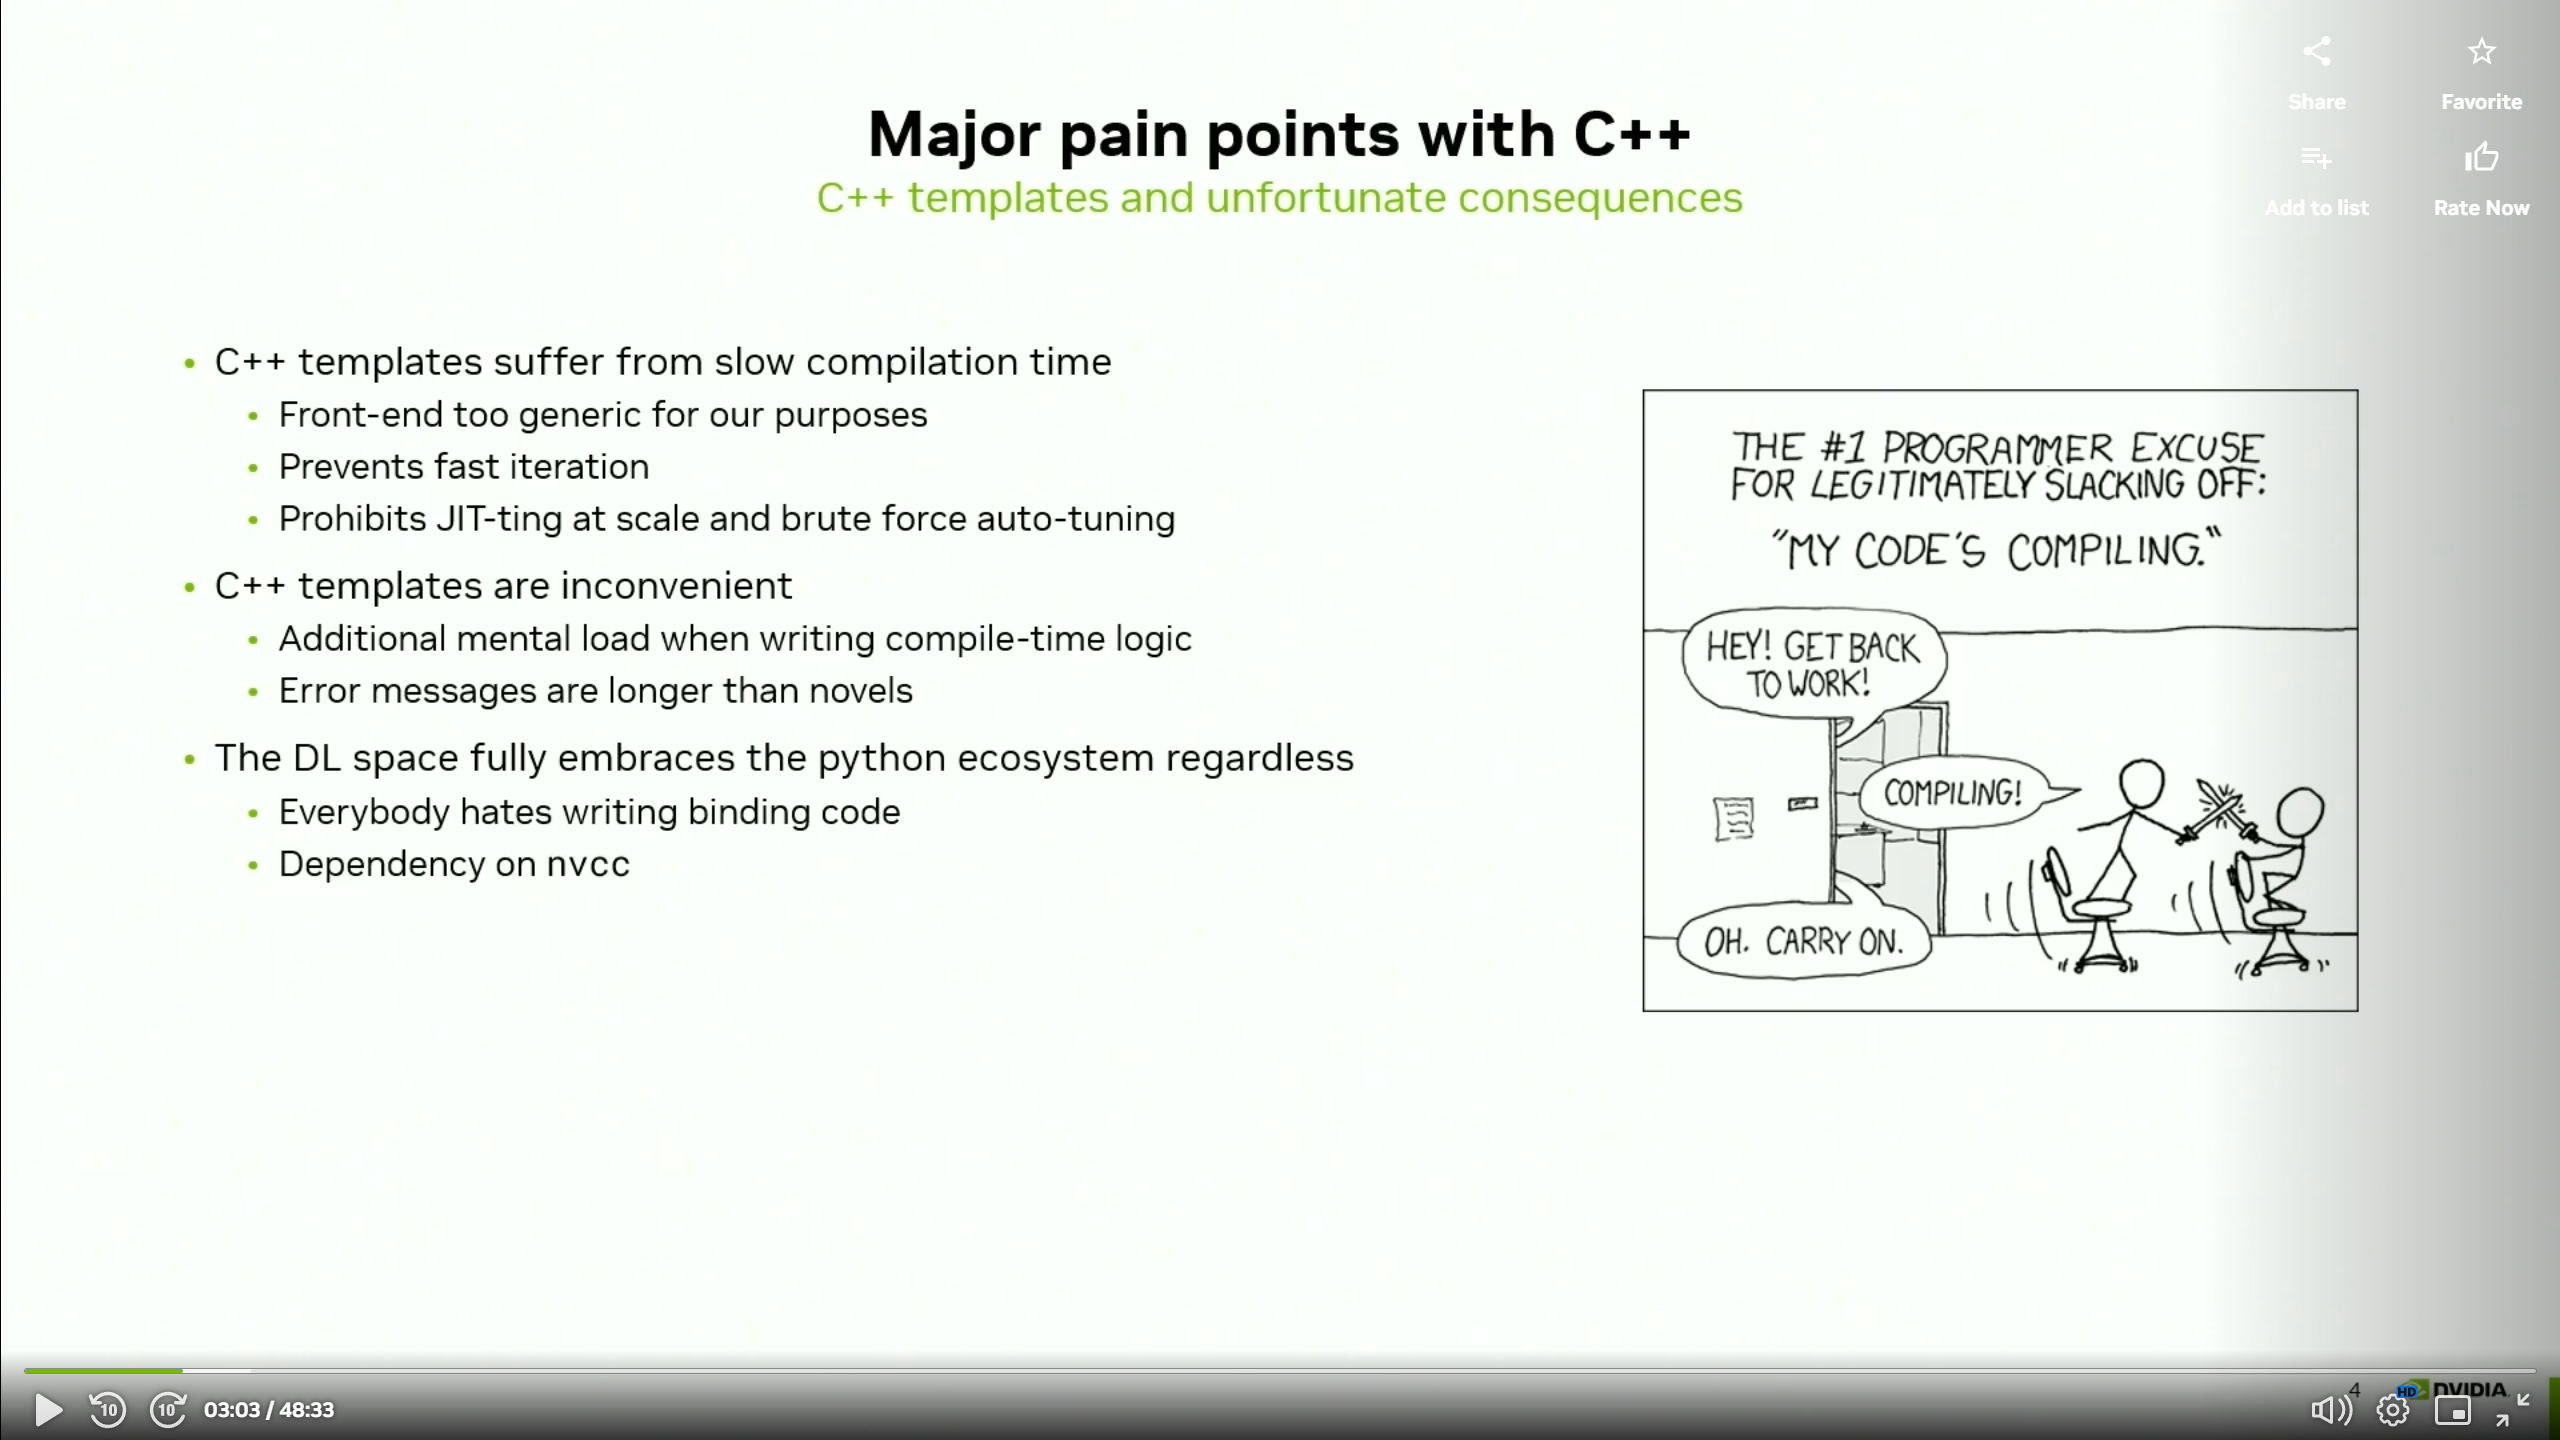 Major pain points with C++
C++ templates and unfortunate consequences
Share
Favorite
Add to list
Rate Now
• C++ templates suffer from slow compilation time
• Front-end too generic for our purposes
• Prevents fast iteration
• Prohibits JIT-ting at scale and brute force auto-tuning
• C++ templates are inconvenient
• Additional mental load when writing compile-time logic
• Error messages are longer than novels
• The DL space fully embraces the python ecosystem regardless
• Everybody hates writing binding code
• Dependency on nvcc
THE #1 PROGRAMMER EXCUSE
FOR LEGITIMATELY SLACKING OFF:
"MY CODE'S COMPILING."
HEY! GET BACK
TO WORK!
COMPILING!
OH. CARRY ON.
10
10
03:03 / 48:33
4
HD
NVIDIA